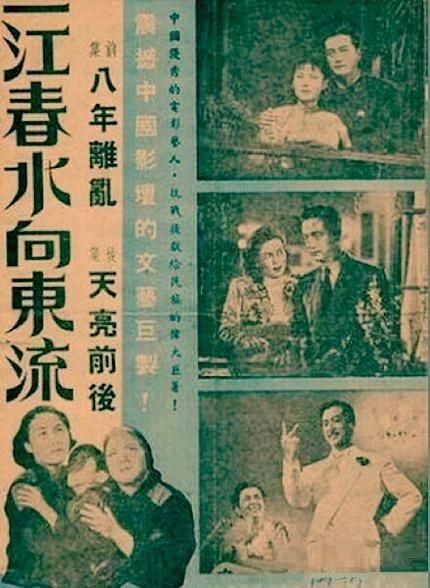 一江春水向東流
前集 八年離亂
後集 天亮前後
震撼中國影壇的文藝巨製！
中國優秀的電影藝人，抗戰後獻給民族的偉大巨著！